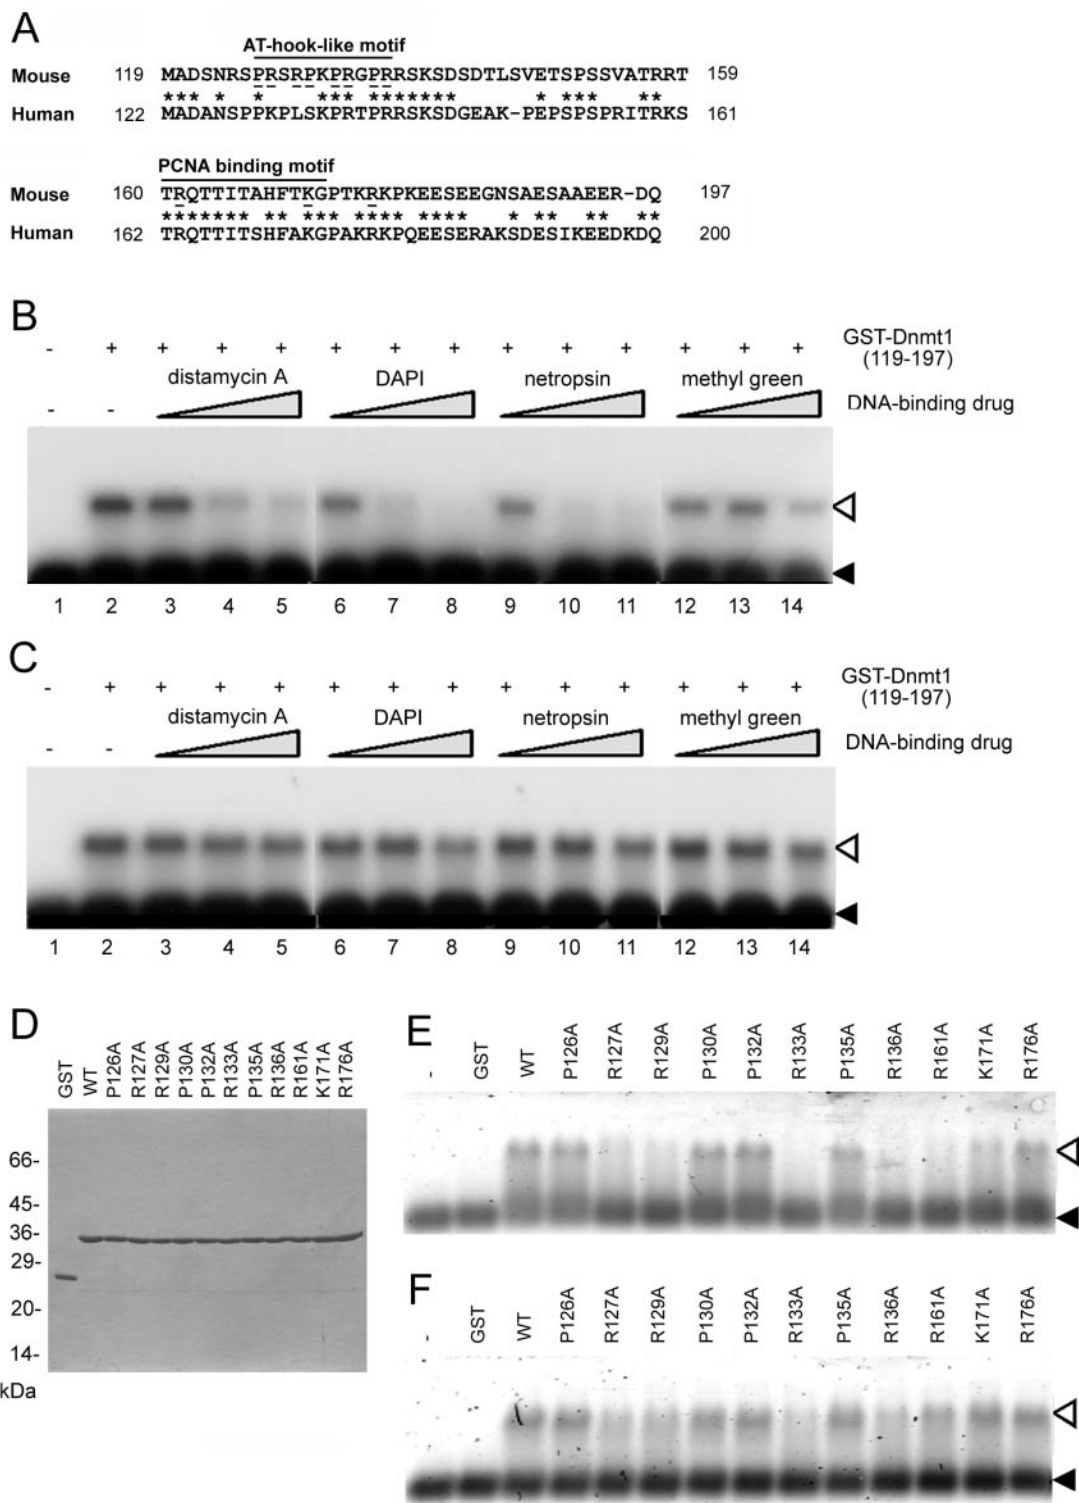 A
AT-hook-like motif
Mouse 119 MADSNRSPRSRPKPRGPRRSKSDSDTLSVETSPSSVATRRT 159
*** * * *** ******** * *** **
Human 122 MADANSPPKPLSKPRTPRRSKSDGEAK-PEPSPSPRITRKS 161
PCNA binding motif
Mouse 160 TRQTTITAHFTKGPTKRKPKEESEEGNSAESAAEER-DQ 197
******* ** *** *** **** * ** ** **
Human 162 TRQTTITSHFAKGPAKRKPQEESERAKSDESIKEEDKDQ 200
B
- + + + + + + + + + + + + + GST-Dnmt1
(119-197)
distamycin A DAPI netropsin methyl green
- - DNA-binding drug
1 2 3 4 5 6 7 8 9 10 11 12 13 14
C
- + + + + + + + + + + + + + GST-Dnmt1
(119-197)
distamycin A DAPI netropsin methyl green
- - DNA-binding drug
1 2 3 4 5 6 7 8 9 10 11 12 13 14
D
GST WT P126A R127A R129A P130A P132A R133A P135A R136A R161A K171A R176A
66-
45-
36-
29-
20-
14-
kDa
E
- GST WT P126A R127A R129A P130A P132A R133A P135A R136A R161A K171A R176A
F
- GST WT P126A R127A R129A P130A P132A R133A P135A R136A R161A K171A R176A